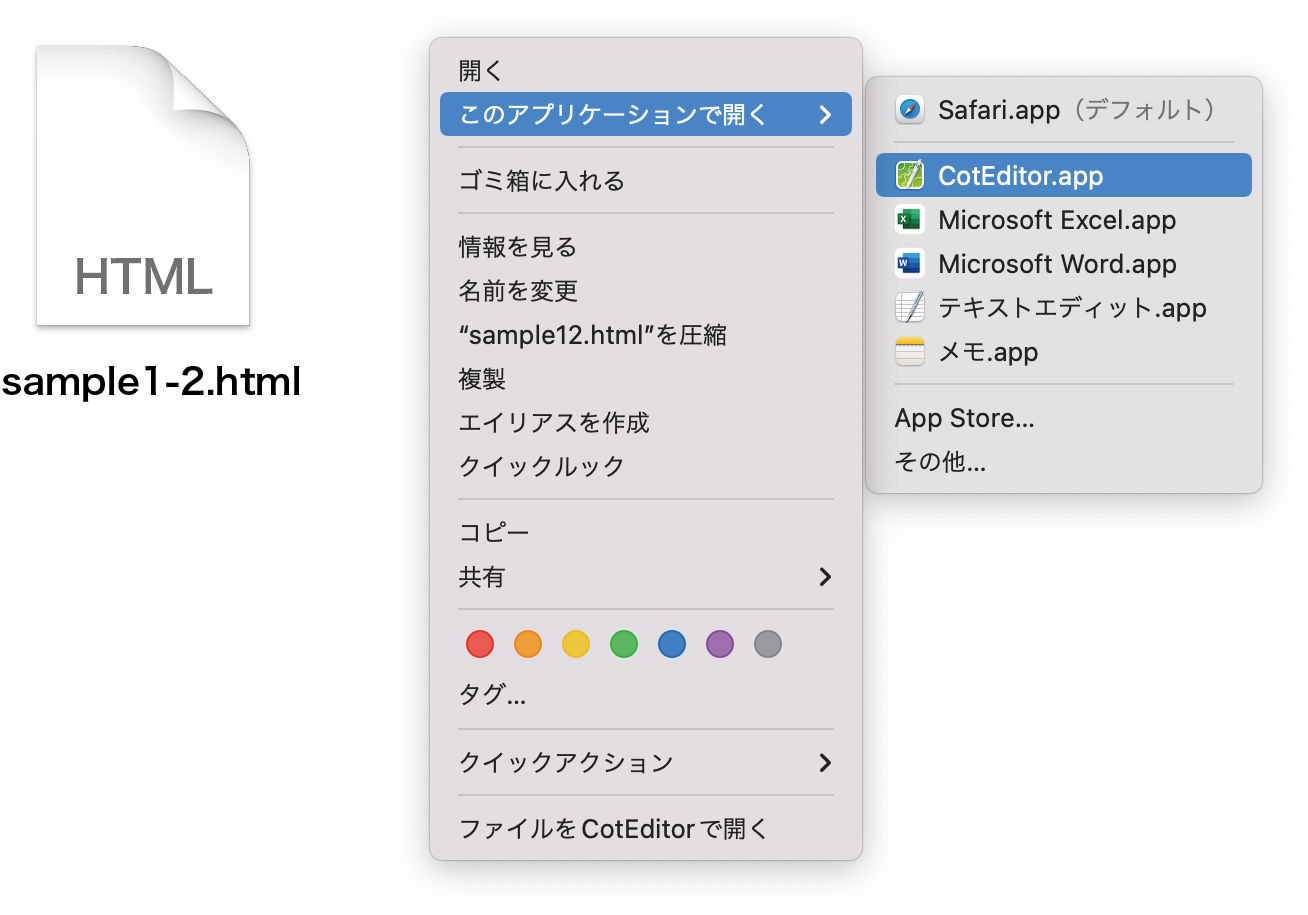 HTML
sample1-2.html
開く
このアプリケーションで開く
ゴミ箱に入れる
情報を見る
名前を変更
“sample12.html”を圧縮
複製
エイリアスを作成
クイックルック
コピー
共有
タグ...
クイックアクション
ファイルをCotEditorで開く
Safari.app（デフォルト）
CotEditor.app
Microsoft Excel.app
Microsoft Word.app
テキストエディット.app
メモ.app
App Store...
その他...